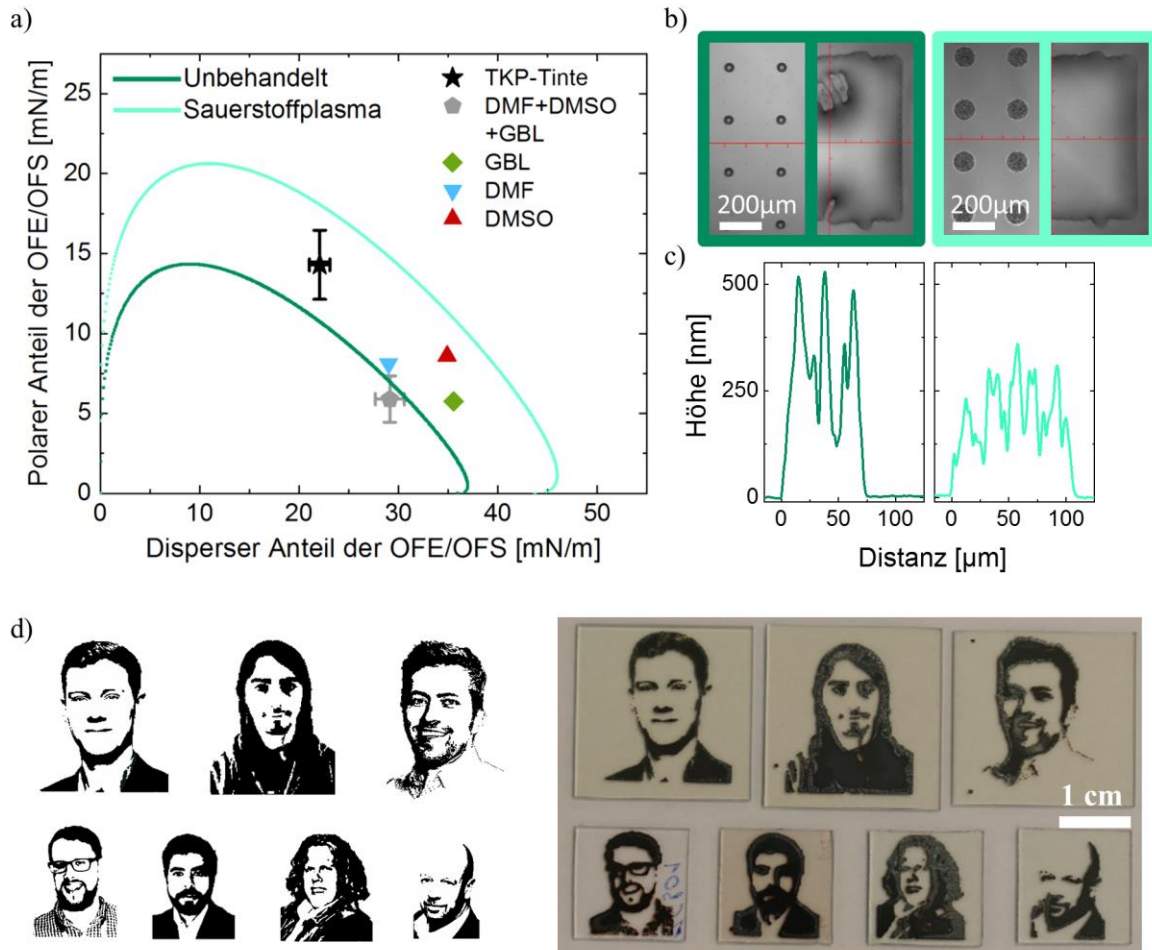 a)
Polarer Anteil der OFE/OFS [mN/m]
25
20
15
10
5
0
Unbehandelt
Sauerstoffplasma
TKP-Tinte
DMF+DMSO
+GBL
GBL
DMF
DMSO
0 10 20 30 40 50
Disperser Anteil der OFE/OFS [mN/m]
b)
200µm
200µm
c)
Höhe [nm]
500
250
0
0 50 100
0 50 100
Distanz [µm]
d)
1 cm